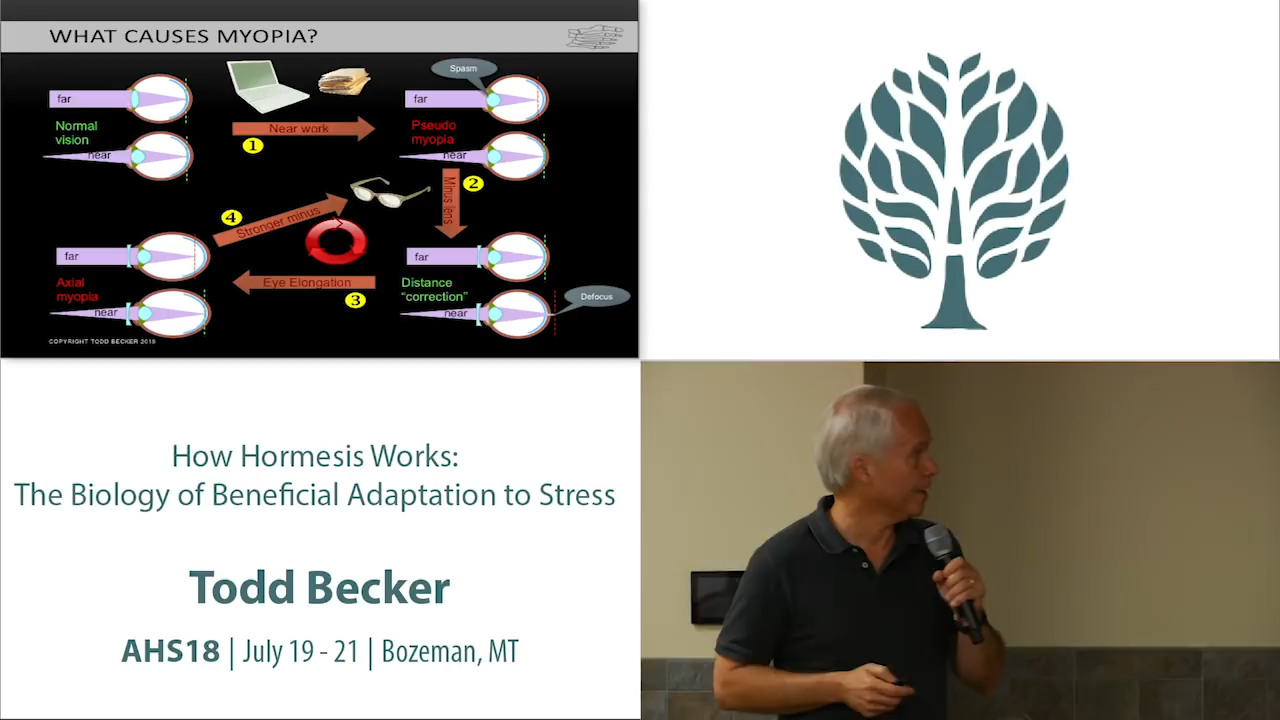 WHAT CAUSES MYOPIA?
far
Normal
vision
near
Near work
1
Spasm
far
Pseudo
myopia
near
Minus lens
2
4
Stronger minus
far
Axial
myopia
near
Eye Elongation
3
far
Distance
“correction”
near
Defocus
COPYRIGHT TODD BECKER 2018
How Hormesis Works:
The Biology of Beneficial Adaptation to Stress
Todd Becker
AHS18 | July 19 - 21 | Bozeman, MT